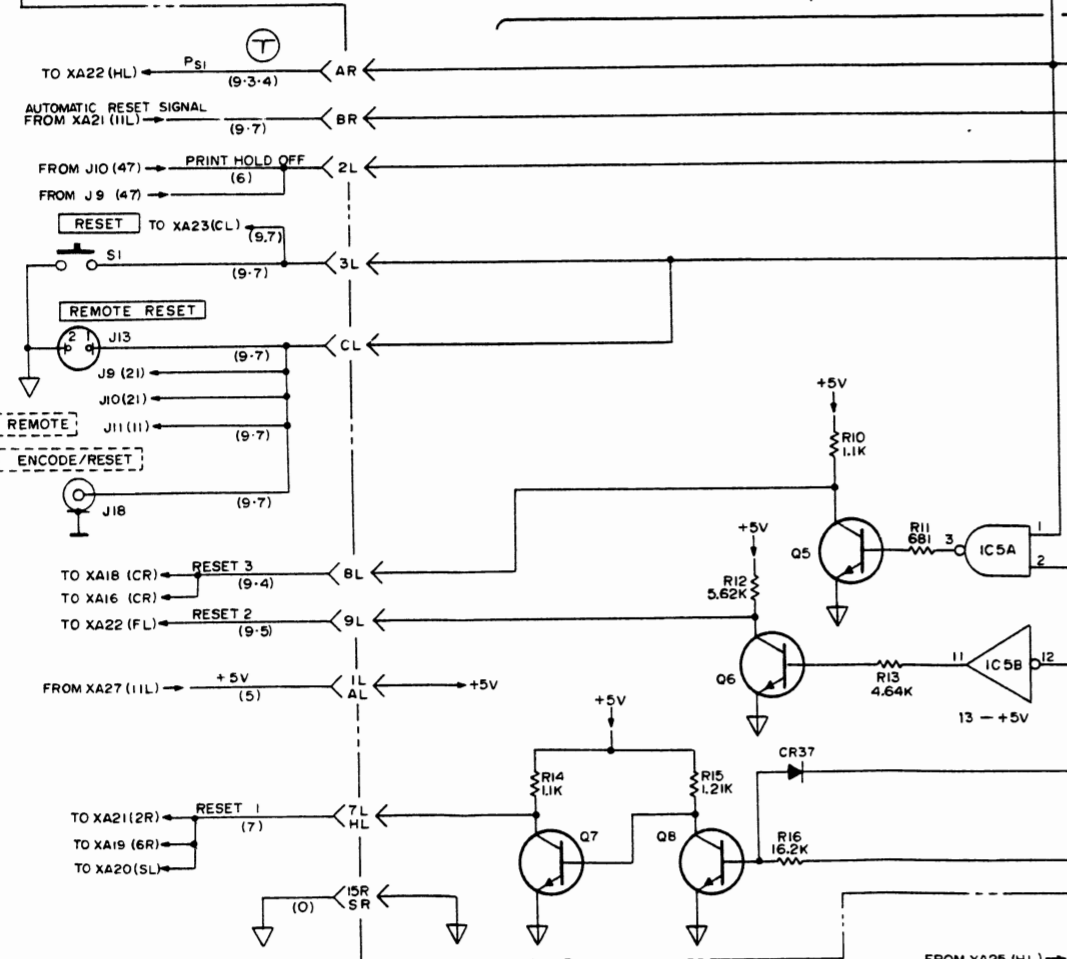 T
TO XA22 (HL) PS1 (9·3·4) AR
AUTOMATIC RESET SIGNAL
FROM XA21 (11L) (9·7) BR
FROM J10 (47) PRINT HOLD OFF (6) 2L
FROM J9 (47)
RESET TO XA23(CL) (9.7)
S1 (9·7) 3L
REMOTE RESET
2 1 J13 (9·7) CL
J9 (21)
J10(21)
REMOTE J11 (11) (9·7)
ENCODE/RESET
J18 (9·7)
+5V
R10
1.1K
Q5
R11
681 3 IC5A 1
2
TO XA18 (CR) RESET 3 (9·4) 8L
TO XA16 (CR)
+5V
R12
5.62K
TO XA22 (FL) RESET 2 (9·5) 9L
Q6
R13
4.64K
11 IC5B 12
13 — +5V
FROM XA27 (11L) +5V (5) 1L
AL +5V
+5V
R14
1.1K
R15
1.21K
CR37
TO XA21 (2R) RESET 1 (7) 7L
HL
TO XA19 (6R)
TO XA20 (SL)
Q7
Q8
R16
16.2K
(0) 15R
SR
FROM XA25 (HL)